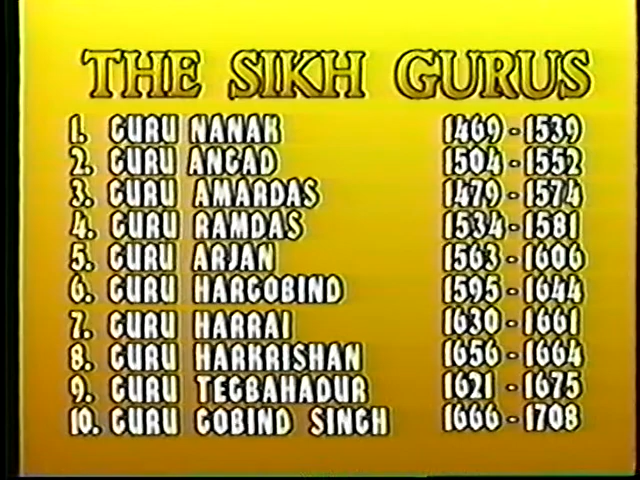 THE SIKH GURUS
1. GURU NANAK 1469 - 1539
2. GURU ANGAD 1504 - 1552
3. GURU AMARDAS 1479 - 1574
4. GURU RAMDAS 1534 - 1581
5. GURU ARJAN 1563 - 1606
6. GURU HARGOBIND 1595 - 1644
7. GURU HARRAI 1630 - 1661
8. GURU HARKRISHAN 1656 - 1664
9. GURU TEGBAHADUR 1621 - 1675
10. GURU GOBIND SINGH 1666 - 1708